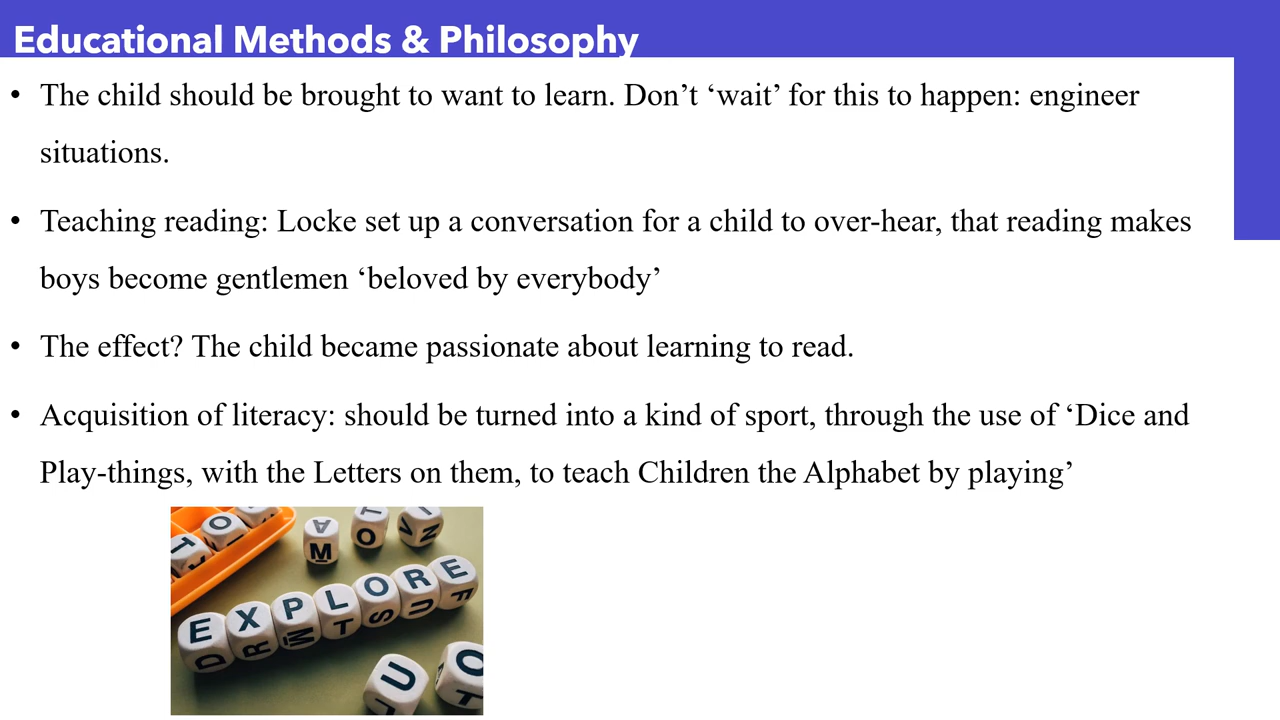 Educational Methods & Philosophy
• The child should be brought to want to learn. Don’t ‘wait’ for this to happen: engineer
situations.
• Teaching reading: Locke set up a conversation for a child to over-hear, that reading makes
boys become gentlemen ‘beloved by everybody’
• The effect? The child became passionate about learning to read.
• Acquisition of literacy: should be turned into a kind of sport, through the use of ‘Dice and
Play-things, with the Letters on them, to teach Children the Alphabet by playing’
T O
A O V
M T N
EXPLORE
D R M T S U F
U O